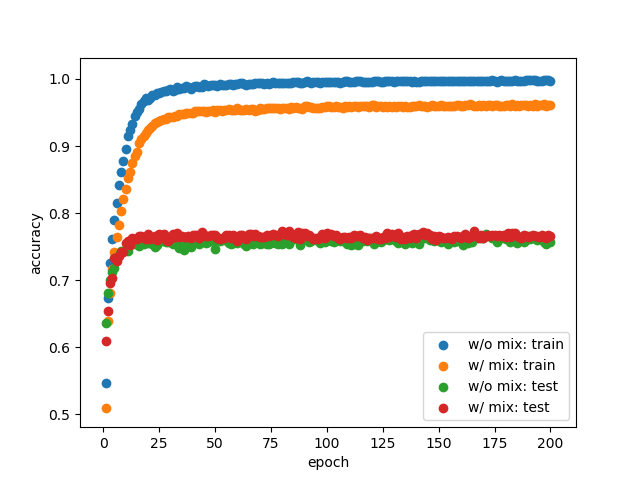 1.0
0.9
0.8
0.7
0.6
0.5
accuracy
0
25
50
75
100
125
150
175
200
epoch
w/o mix: train
w/ mix: train
w/o mix: test
w/ mix: test